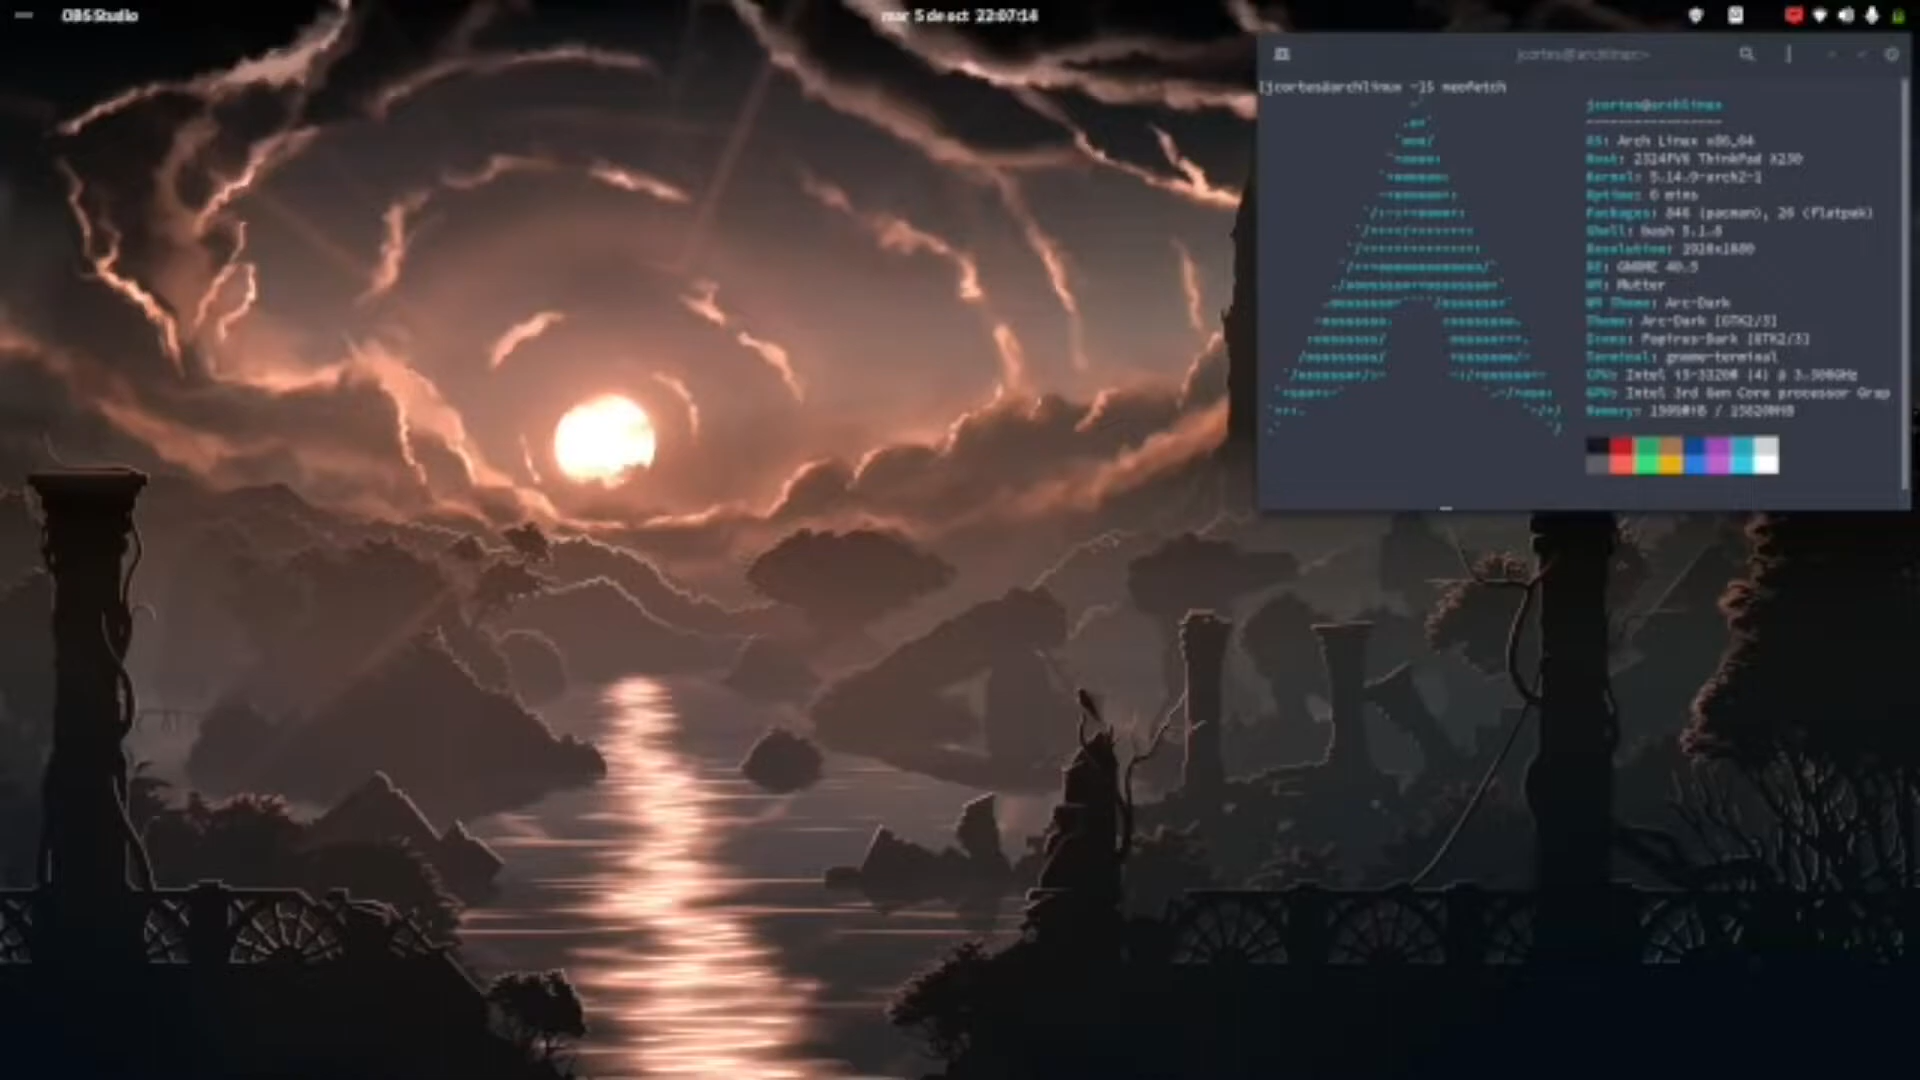 OBS Studio
mar 5 de oct 22:07:14
jcortes@archlinux:~
[jcortes@archlinux ~]$ neofetch
jcortes@archlinux
-----------------
OS: Arch Linux x86_64
Host: ThinkPad X230
Kernel: 5.14.9-arch2-1
Uptime: 6 mins
Packages: 846 (pacman), 26 (flatpak)
Shell: bash 5.1.8
Resolution: 1920x1080
DE: GNOME 40.5
WM: Mutter
WM Theme: Arc-Dark
Theme: Arc-Dark [GTK2/3]
Icons: Papirus-Dark [GTK2/3]
Terminal: gnome-terminal
CPU: Intel i5-3320M (4) @ 3.300GHz
GPU: Intel 3rd Gen Core processor Grap
Memory: